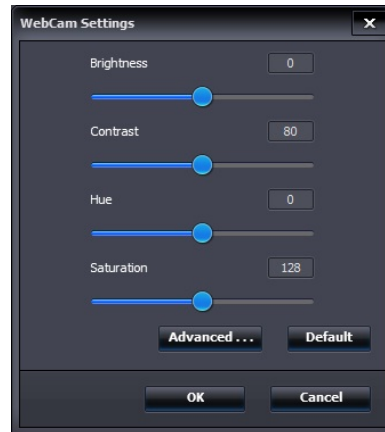 WebCam Settings
Brightness 0
Contrast 80
Hue 0
Saturation 128
Advanced ... Default
OK Cancel